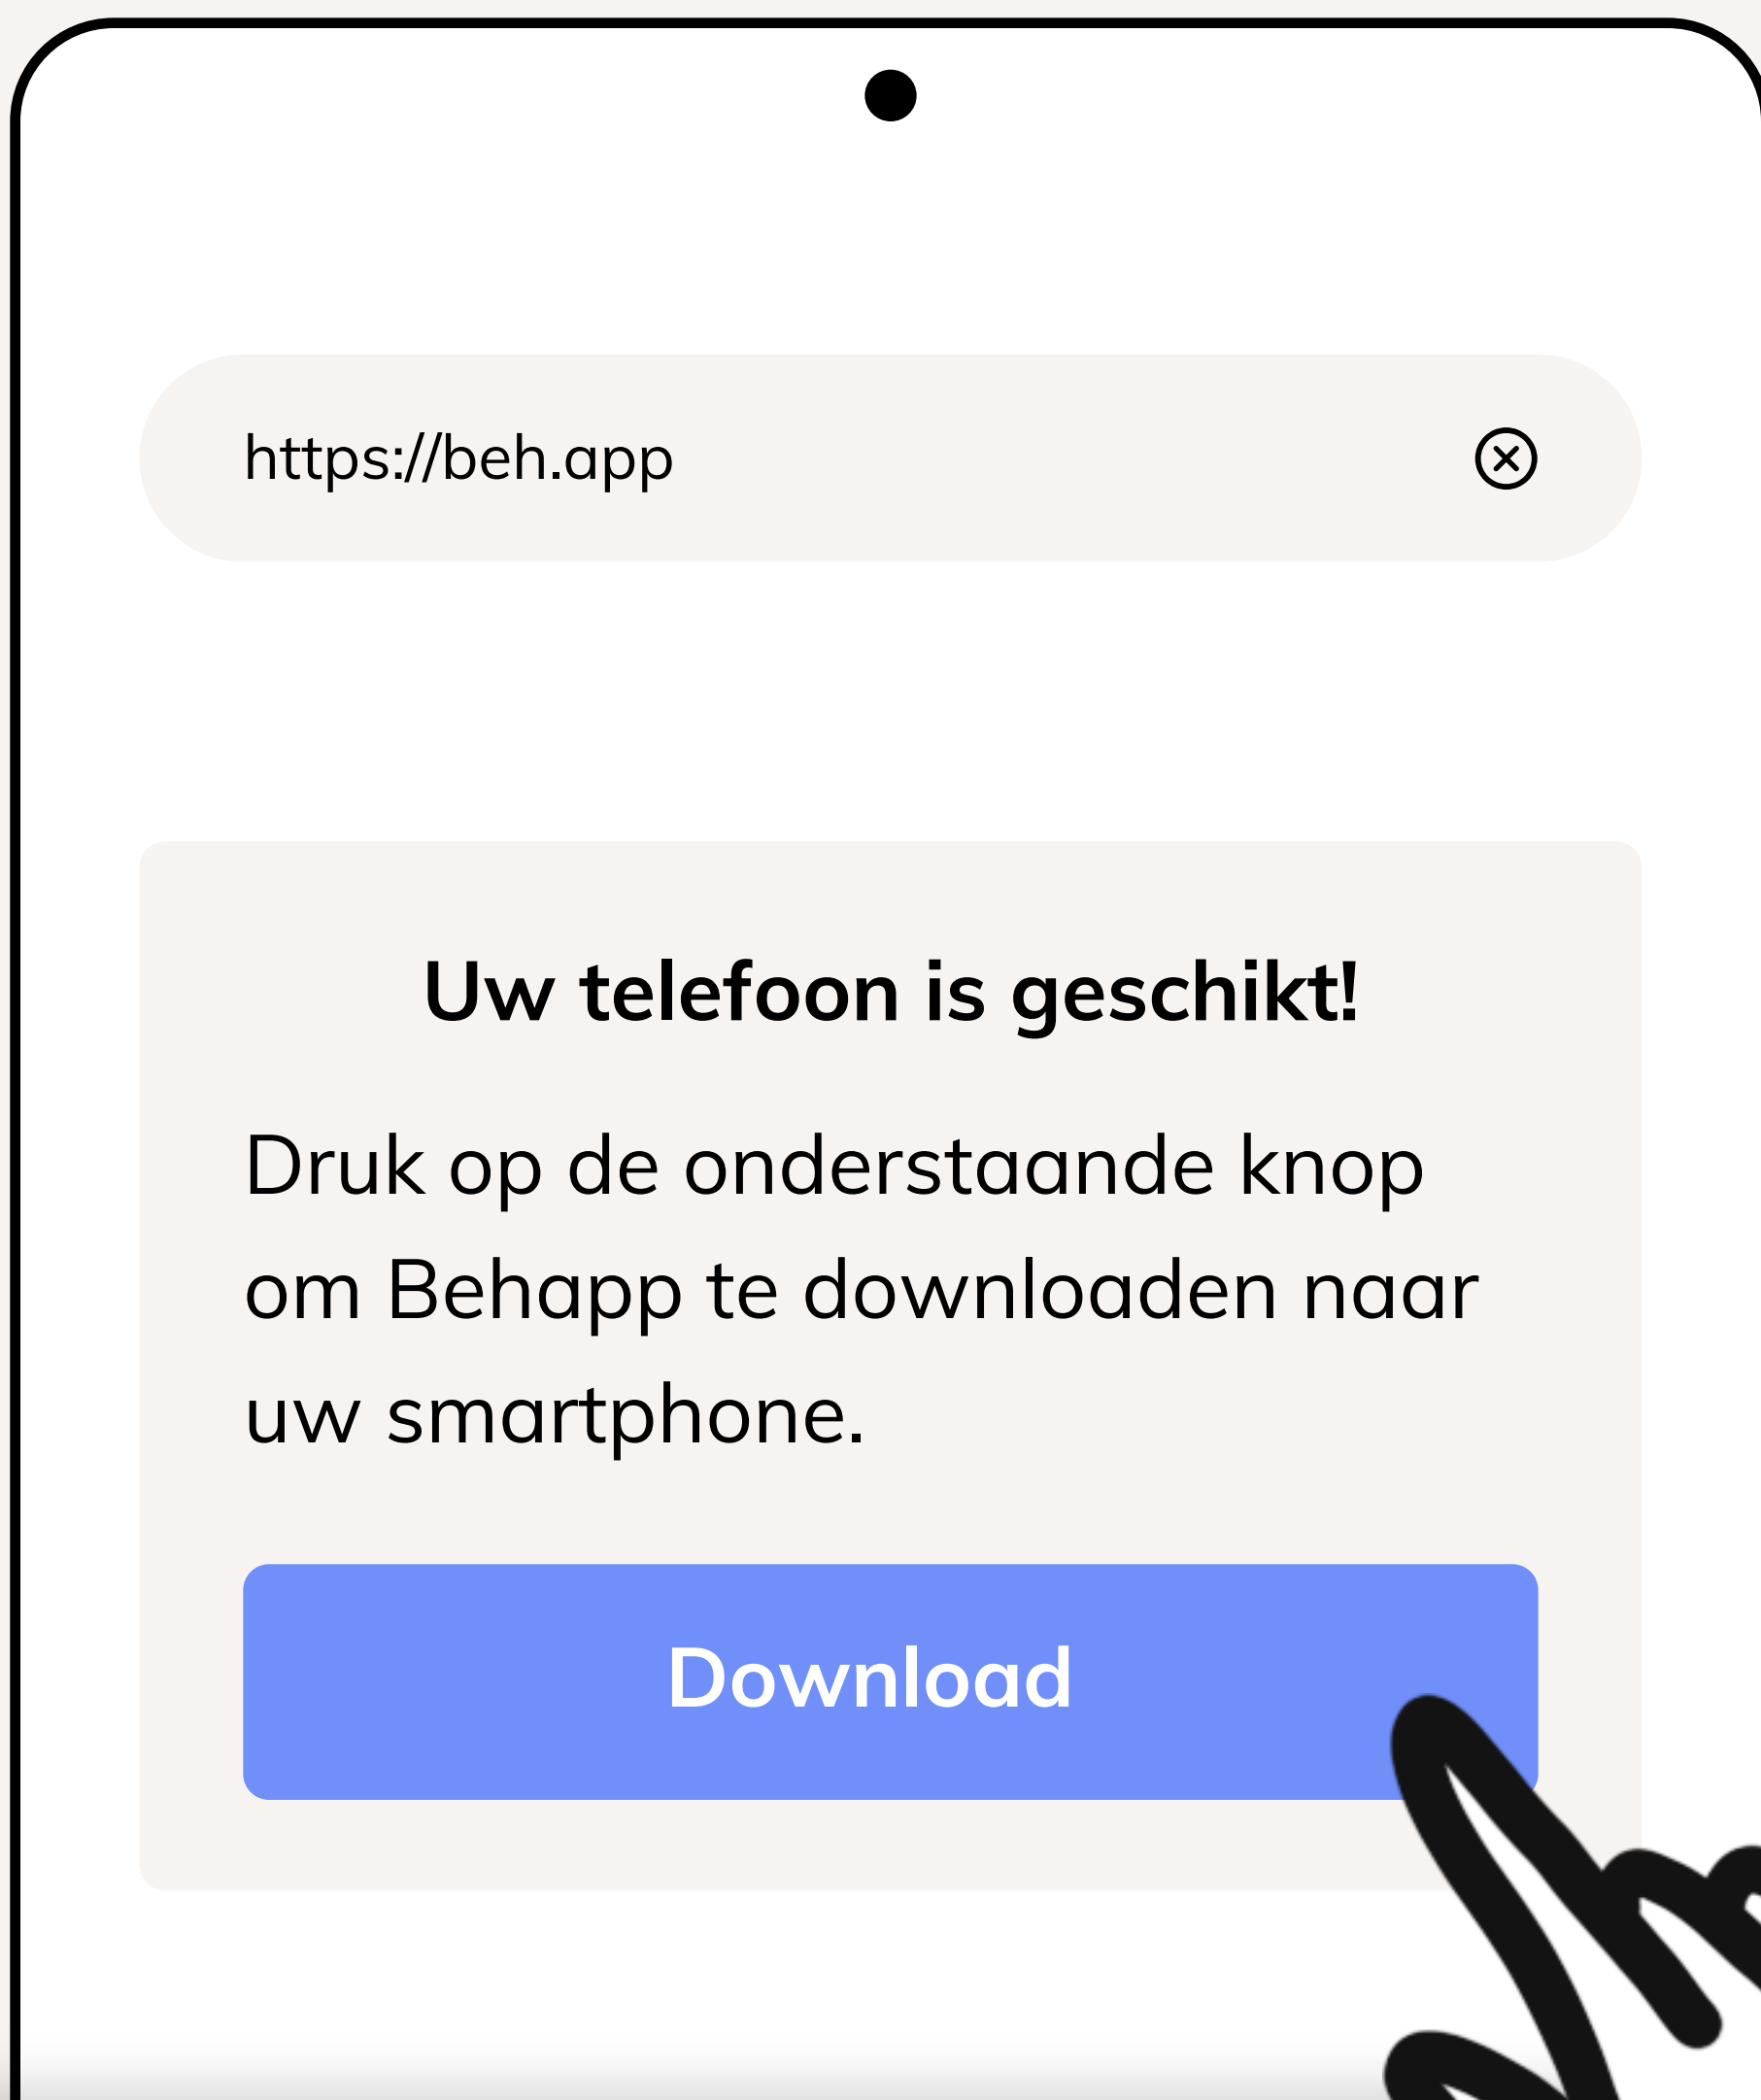 https://beh.app
Uw telefoon is geschikt!
Druk op de onderstaande knop
om Behapp te downloaden naar
uw smartphone.
Download